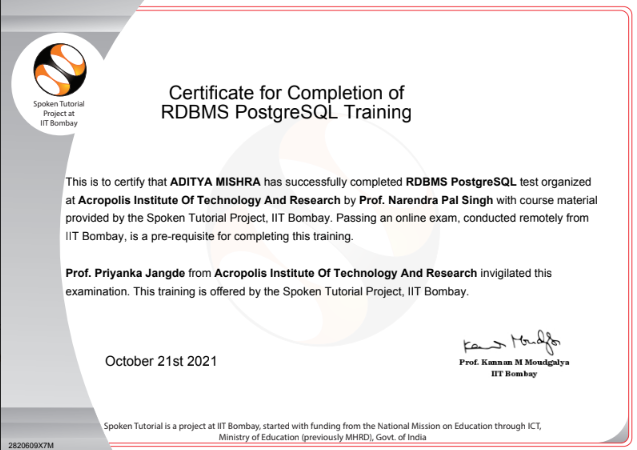 Spoken Tutorial
Project at
IIT Bombay
Certificate for Completion of
RDBMS PostgreSQL Training
This is to certify that ADITYA MISHRA has successfully completed RDBMS PostgreSQL test organized
at Acropolis Institute Of Technology And Research by Prof. Narendra Pal Singh with course material
provided by the Spoken Tutorial Project, IIT Bombay. Passing an online exam, conducted remotely from
IIT Bombay, is a pre-requisite for completing this training.
Prof. Priyanka Jangde from Acropolis Institute Of Technology And Research invigilated this
examination. This training is offered by the Spoken Tutorial Project, IIT Bombay.
October 21st 2021
Kannan Moudgalya
Prof. Kannan M Moudgalya
IIT Bombay
Spoken Tutorial is a project at IIT Bombay, started with funding from the National Mission on Education through ICT,
Ministry of Education (previously MHRD), Govt. of India
2820609X7M